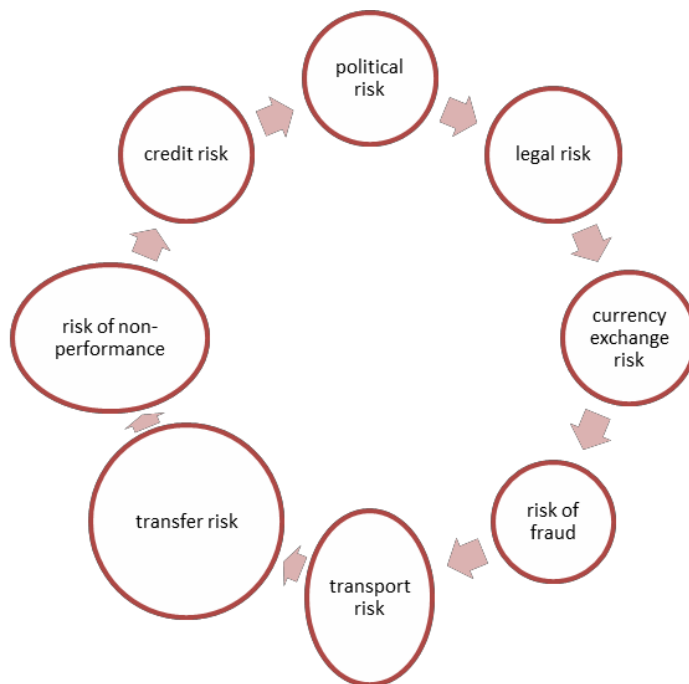 political
risk
legal risk
currency
exchange
risk
risk of
fraud
transport
risk
transfer risk
risk of non-
performance
credit risk